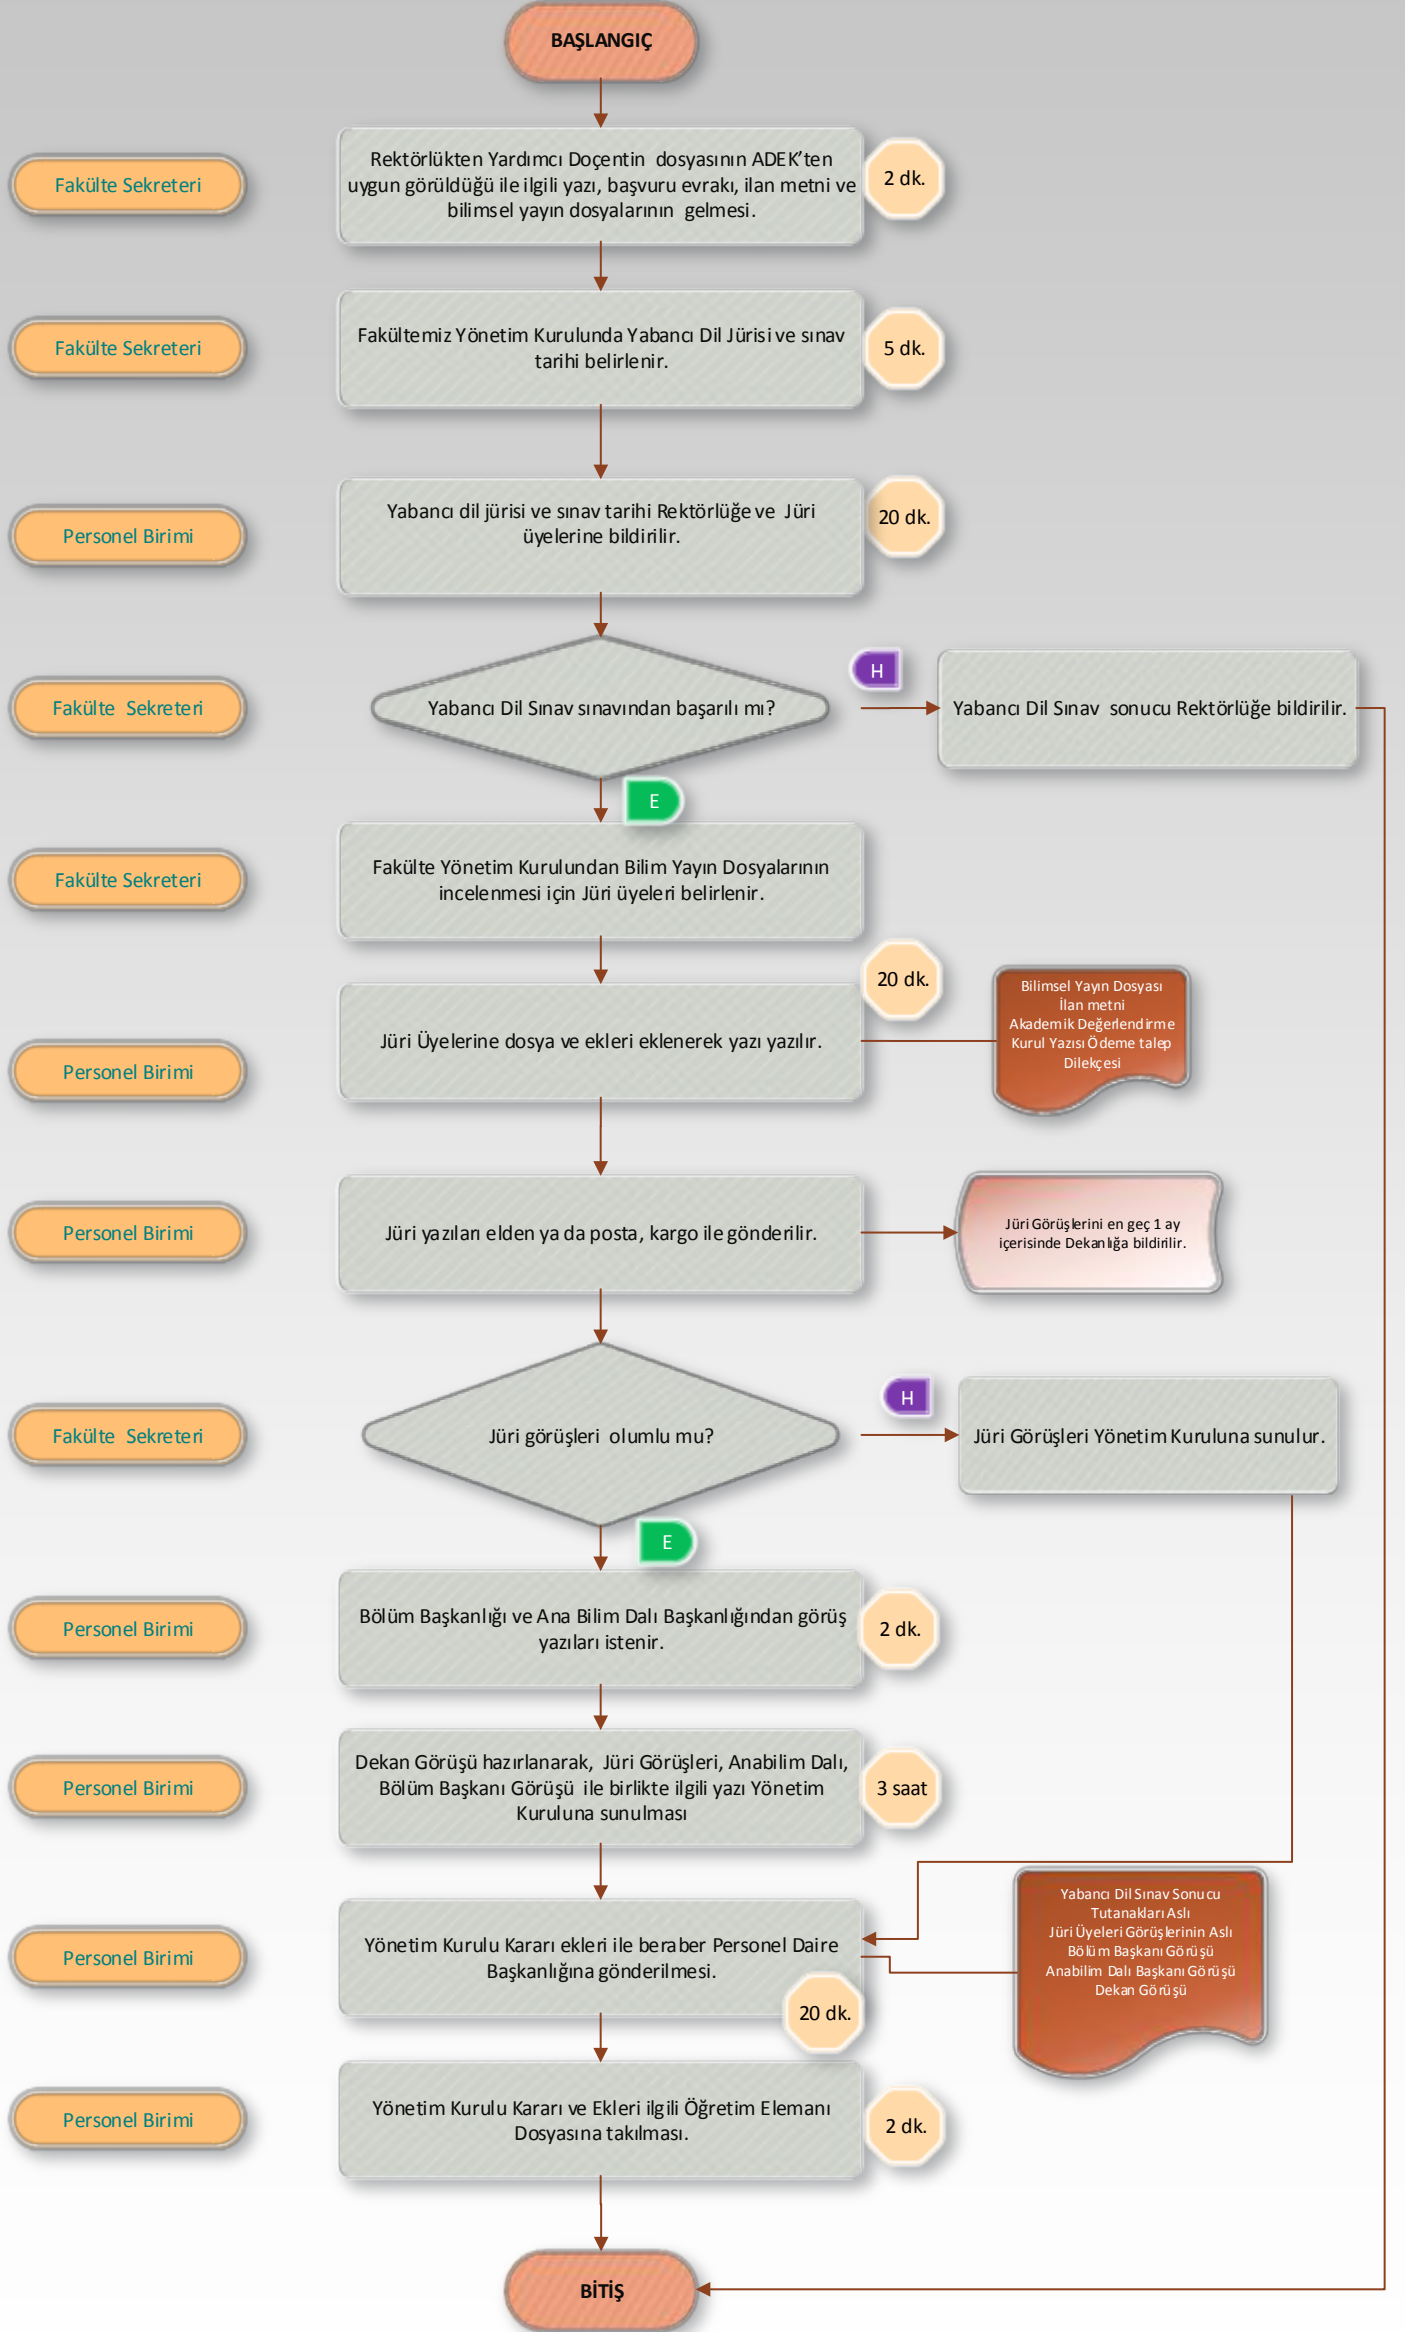 BAŞLANGIÇ
Fakülte Sekreteri
Rektörlükten Yardımcı Doçentin dosyasının ADEK'ten
uygun görüldüğü ile ilgili yazı, başvuru evrakı, ilan metni ve
bilimsel yayın dosyalarının gelmesi.
2 dk.
Fakülte Sekreteri
Fakültemiz Yönetim Kurulunda Yabancı Dil Jürisi ve sınav
tarihi belirlenir.
5 dk.
Personel Birimi
Yabancı dil jürisi ve sınav tarihi Rektörlüğe ve Jüri
üyelerine bildirilir.
20 dk.
Fakülte Sekreteri
Yabancı Dil Sınav sınavından başarılı mı?
H
Yabancı Dil Sınav sonucu Rektörlüğe bildirilir.
E
Fakülte Sekreteri
Fakülte Yönetim Kurulundan Bilim Yayın Dosyalarının
incelenmesi için Jüri üyeleri belirlenir.
Personel Birimi
Jüri Üyelerine dosya ve ekleri eklenerek yazı yazılır.
20 dk.
Bilimsel Yayın Dosyası
İlan metni
Akademik Değerlendirme
Kurul Yazısı Ödeme talep
Dilekçesi
Personel Birimi
Jüri yazıları elden ya da posta, kargo ile gönderilir.
Jüri Görüşlerini en geç 1 ay
içerisinde Dekanlığa bildirilir.
Fakülte Sekreteri
Jüri görüşleri olumlu mu?
H
Jüri Görüşleri Yönetim Kuruluna sunulur.
E
Personel Birimi
Bölüm Başkanlığı ve Ana Bilim Dalı Başkanlığından görüş
yazıları istenir.
2 dk.
Personel Birimi
Dekan Görüşü hazırlanarak, Jüri Görüşleri, Anabilim Dalı,
Bölüm Başkanı Görüşü ile birlikte ilgili yazı Yönetim
Kuruluna sunulması
3 saat
Personel Birimi
Yönetim Kurulu Kararı ekleri ile beraber Personel Daire
Başkanlığına gönderilmesi.
20 dk.
Yabancı Dil Sınav Sonucu
Tutanakları Aslı
Jüri Üyeleri Görüşlerinin Aslı
Bölüm Başkanı Görüşü
Anabilim Dalı Başkanı Görüşü
Dekan Görüşü
Personel Birimi
Yönetim Kurulu Kararı ve Ekleri ilgili Öğretim Elemanı
Dosyasına takılması.
2 dk.
BİTİŞ